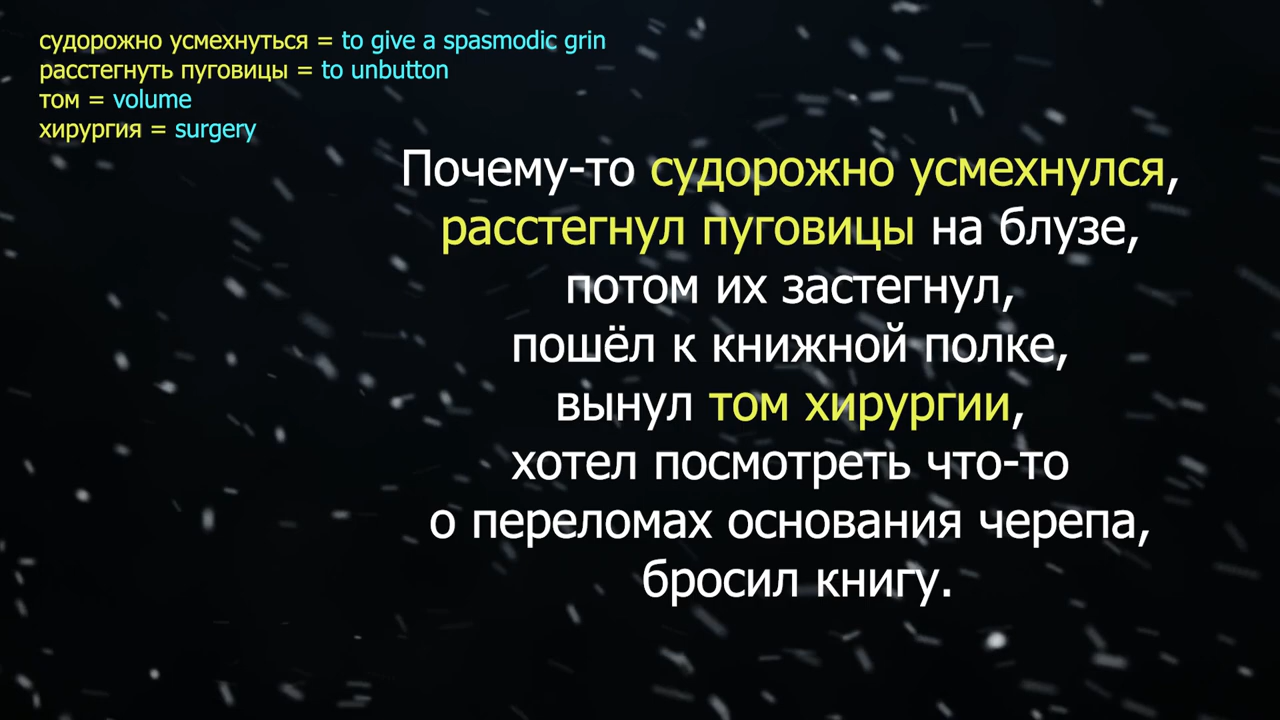 судорожно усмехнуться = to give a spasmodic grin
расстегнуть пуговицы = to unbutton
том = volume
хирургия = surgery
Почему-то судорожно усмехнулся,
расстегнул пуговицы на блузе,
потом их застегнул,
пошёл к книжной полке,
вынул том хирургии,
хотел посмотреть что-то
о переломах основания черепа,
бросил книгу.